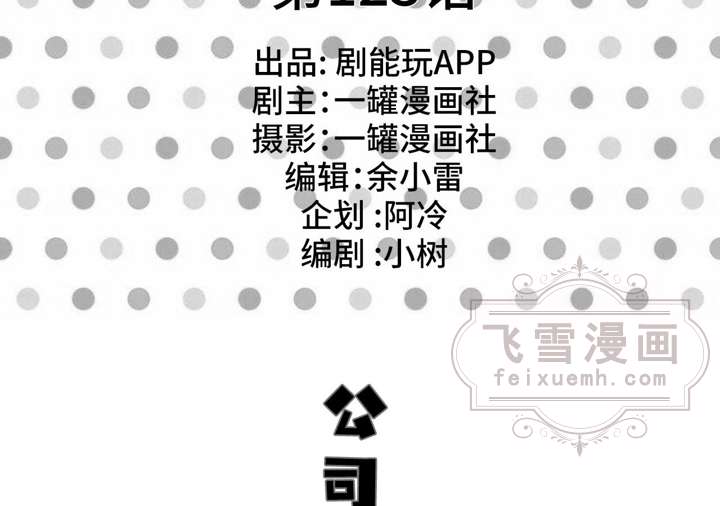 出品: 剧能玩APP
剧主:一罐漫画社
摄影:一罐漫画社
编辑:余小雷
企划 :阿冷
编剧 :小树
飞雪漫画
feixuemh.com
公
司